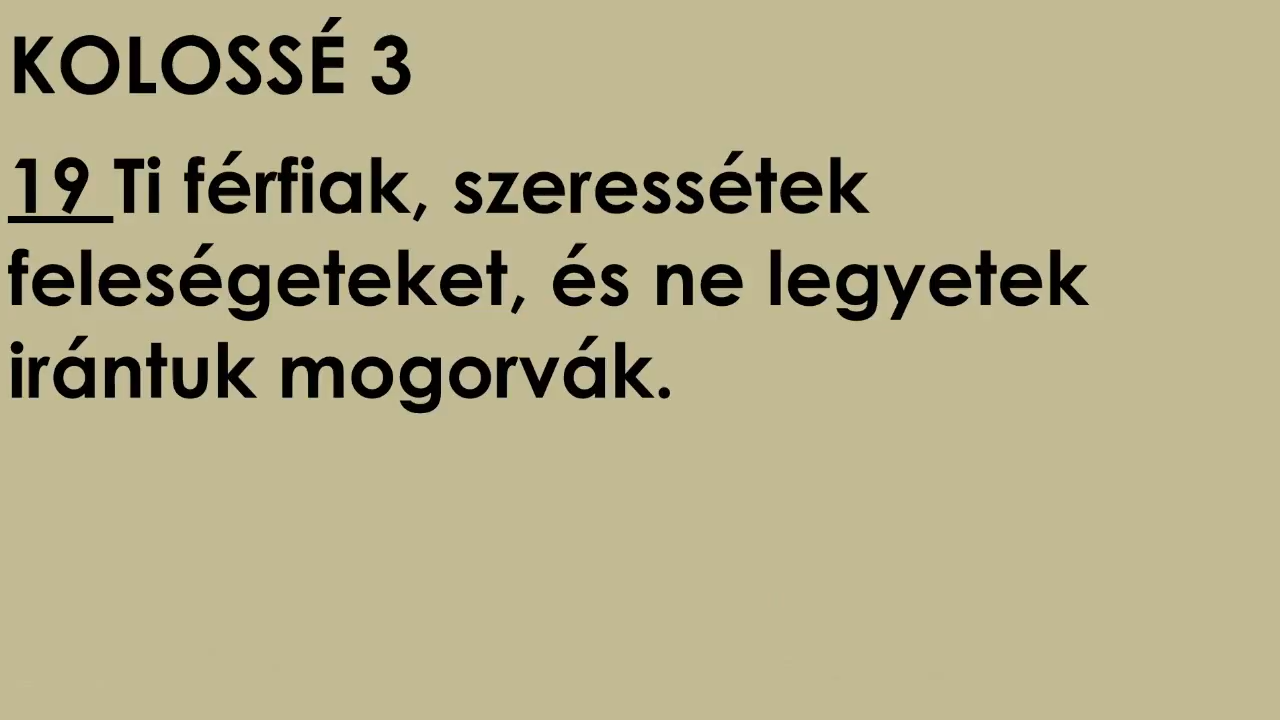 KOLOSSÉ 3
19 Ti férfiak, szeressétek
feleségeteket, és ne legyetek
irántuk mogorvák.